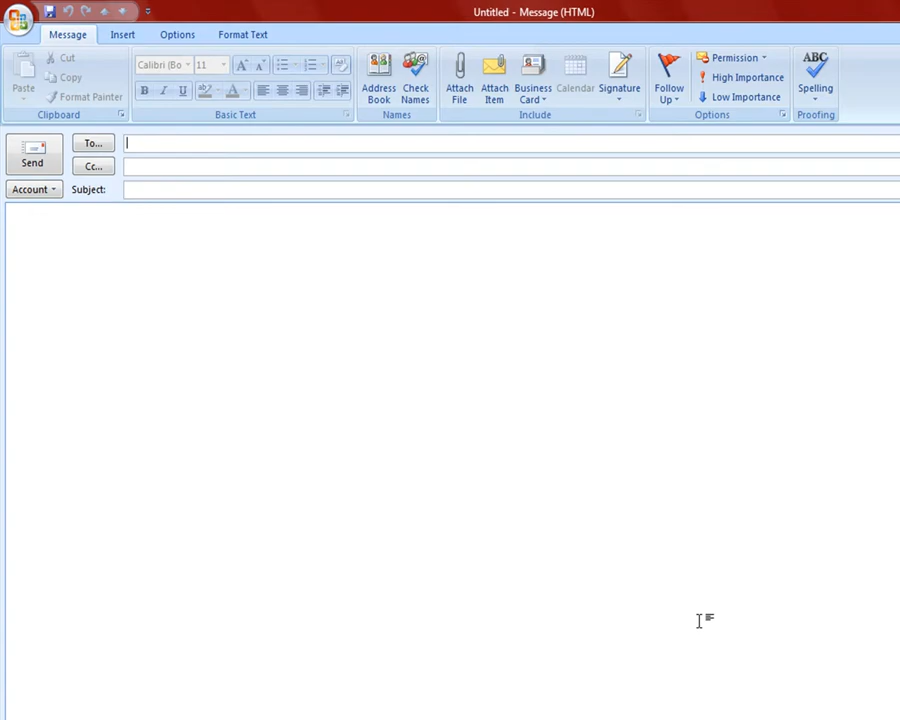 Untitled - Message (HTML)
Message Insert Options Format Text
Paste
Cut
Copy
Format Painter
Clipboard
Calibri (Bo 11
B I U ab A
Basic Text
Address Book
Check Names
Names
Attach File
Attach Item
Business Card
Calendar
Signature
Include
Follow Up
Permission
High Importance
Low Importance
Options
ABC
Spelling
Proofing
Send
To...
Cc...
Account
Subject: